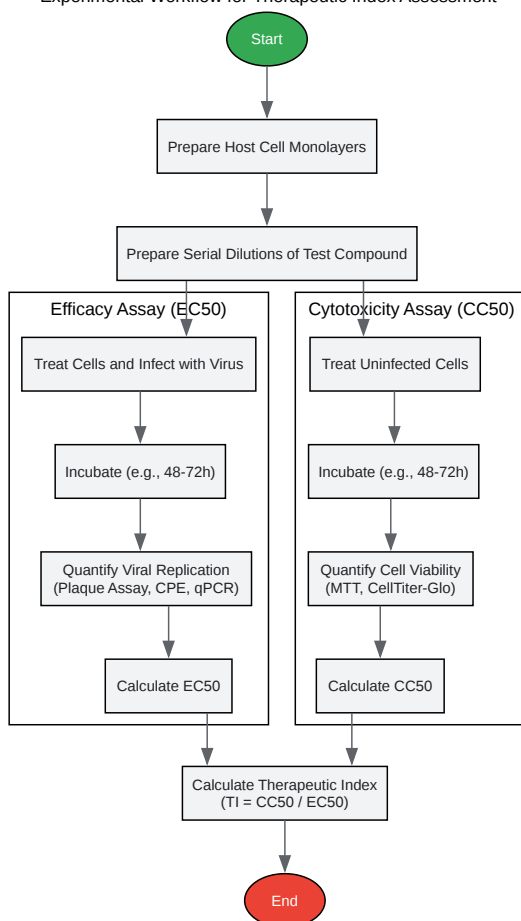 Experimental Workflow for Therapeutic Index Assessment
Start
Prepare Host Cell Monolayers
Prepare Serial Dilutions of Test Compound
Efficacy Assay (EC50)
Treat Cells and Infect with Virus
Incubate (e.g., 48-72h)
Quantify Viral Replication
(Plaque Assay, CPE, qPCR)
Calculate EC50
Cytotoxicity Assay (CC50)
Treat Uninfected Cells
Incubate (e.g., 48-72h)
Quantify Cell Viability
(MTT, CellTiter-Glo)
Calculate CC50
Calculate Therapeutic Index
(TI = CC50 / EC50)
End